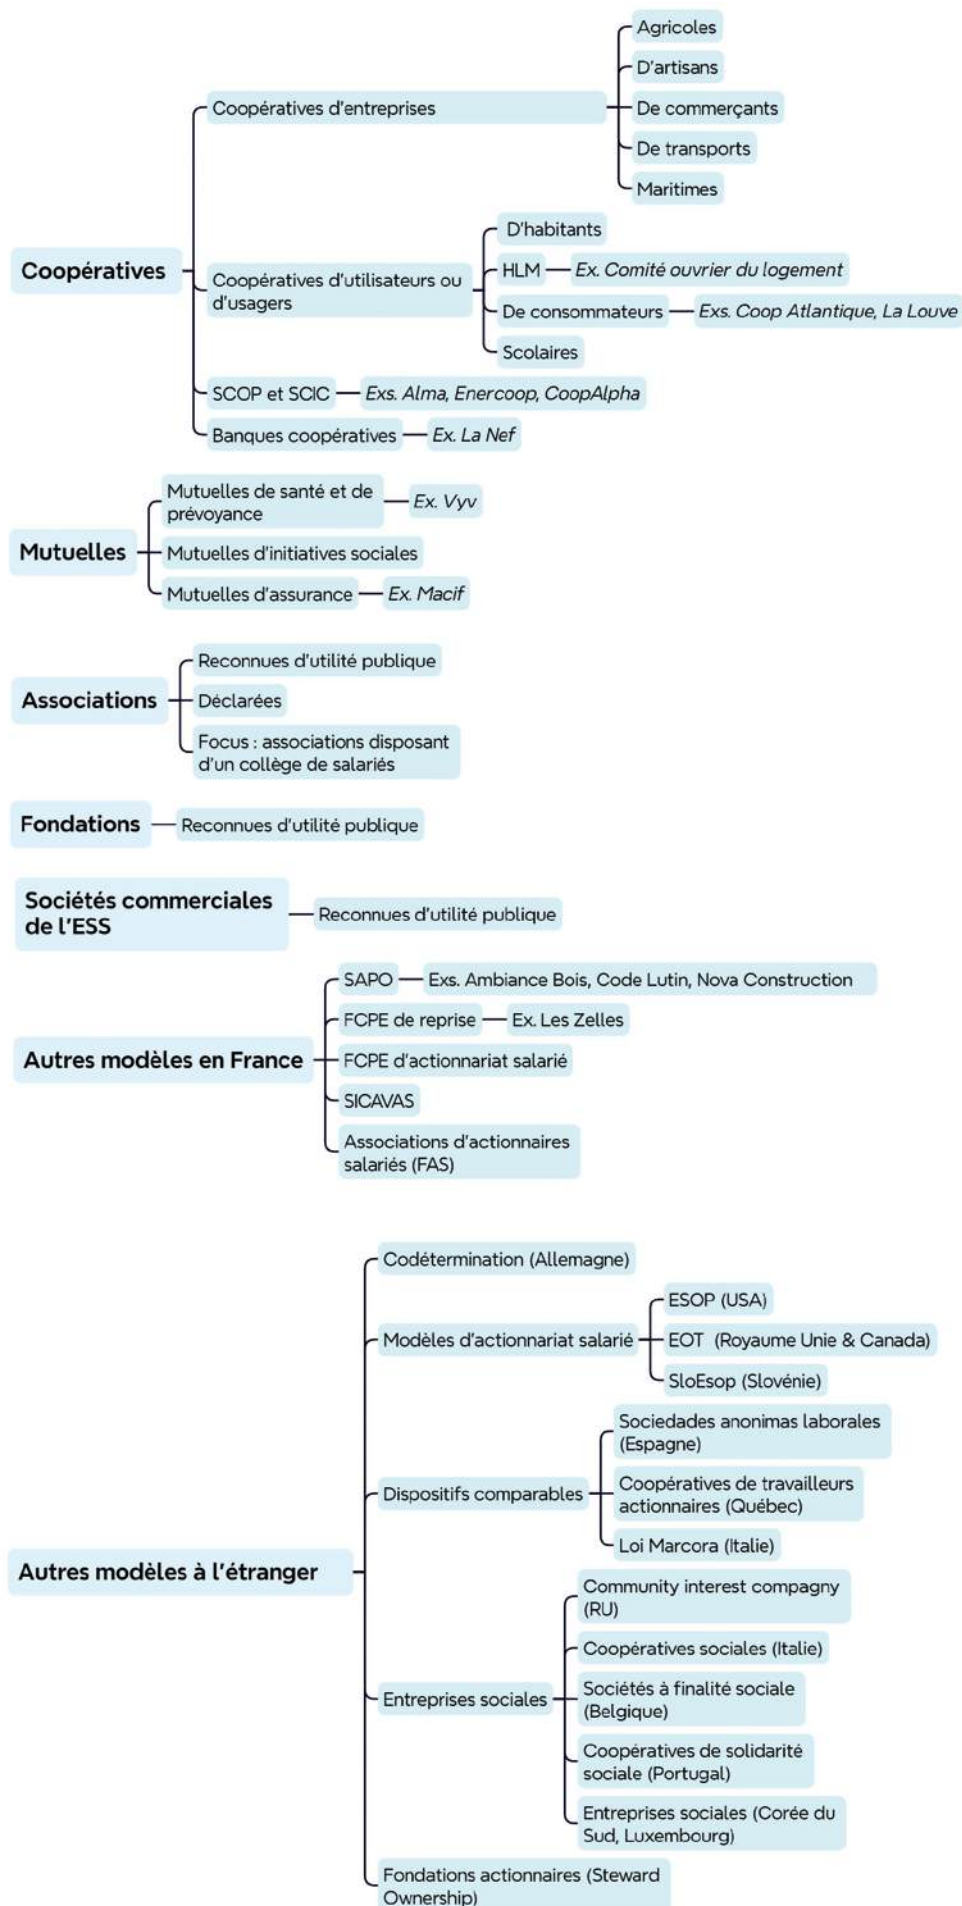 Coopératives
Coopératives d'entreprises
Agricoles
D'artisans
De commerçants
De transports
Maritimes
Coopératives d'utilisateurs ou
d'usagers
D'habitants
HLM
Ex. Comité ouvrier du logement
De consommateurs
Exs. Coop Atlantique, La Louve
Scolaires
SCOP et SCIC
Exs. Alma, Enercoop, CoopAlpha
Banques coopératives
Ex. La Nef
Mutuelles
Mutuelles de santé et de
prévoyance
Ex. Vyv
Mutuelles d'initiatives sociales
Mutuelles d'assurance
Ex. Macif
Associations
Reconnues d'utilité publique
Déclarées
Focus : associations disposant
d'un collège de salariés
Fondations
Reconnues d'utilité publique
Sociétés commerciales
de l'ESS
Reconnues d'utilité publique
Autres modèles en France
SAPO
Exs. Ambiance Bois, Code Lutin, Nova Construction
FCPE de reprise
Ex. Les Zelles
FCPE d'actionnariat salarié
SICAVAS
Associations d'actionnaires
salariés (FAS)
Autres modèles à l'étranger
Codétermination (Allemagne)
Modèles d'actionnariat salarié
ESOP (USA)
EOT (Royaume Unie & Canada)
SloEsop (Slovénie)
Dispositifs comparables
Sociedades anonimas laborales
(Espagne)
Coopératives de travailleurs
actionnaires (Québec)
Loi Marcora (Italie)
Entreprises sociales
Community interest compagny
(RU)
Coopératives sociales (Italie)
Sociétés à finalité sociale
(Belgique)
Coopératives de solidarité
sociale (Portugal)
Entreprises sociales (Corée du
Sud, Luxembourg)
Fondations actionnaires (Steward
Ownership)